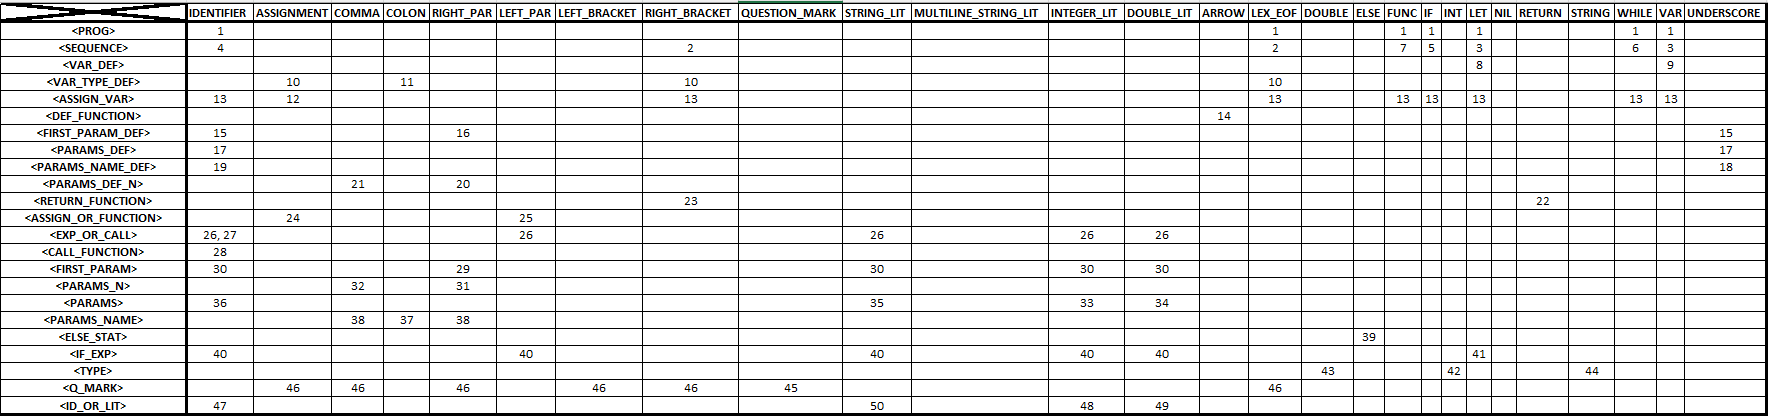 IDENTIFIER ASSIGNMENT COMMA COLON RIGHT_PAR LEFT_PAR LEFT_BRACKET RIGHT_BRACKET QUESTION_MARK STRING_LIT MULTILINE_STRING_LIT INTEGER_LIT DOUBLE_LIT ARROW LEX_EOF DOUBLE ELSE FUNC IF INT LET NIL RETURN STRING WHILE VAR UNDERSCORE
<PROG> 1 1 1 1 1 1 1
<SEQUENCE> 4 2 2 7 5 3 6 3
<VAR_DEF> 8 9
<VAR_TYPE_DEF> 10 11 10 10
<ASSIGN_VAR> 13 12 13 13 13 13 13 13 13
<DEF_FUNCTION> 14
<FIRST_PARAM_DEF> 15 16 15
<PARAMS_DEF> 17 17
<PARAMS_NAME_DEF> 19 18
<PARAMS_DEF_N> 21 20
<RETURN_FUNCTION> 23 22
<ASSIGN_OR_FUNCTION> 24 25
<EXP_OR_CALL> 26, 27 26 26 26 26
<CALL_FUNCTION> 28
<FIRST_PARAM> 30 29 30 30 30
<PARAMS_N> 32 31
<PARAMS> 36 35 33 34
<PARAMS_NAME> 38 37 38
<ELSE_STAT> 39
<IF_EXP> 40 40 40 40 40 41
<TYPE> 43 42 44
<Q_MARK> 46 46 46 46 46 45 46
<ID_OR_LIT> 47 50 48 49